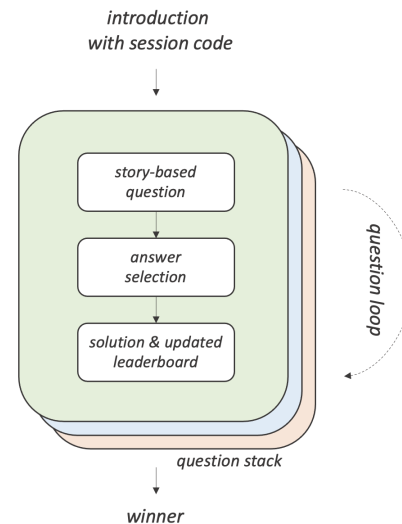 introduction
with session code
story-based
question
answer
selection
solution & updated
leaderboard
question loop
question stack
winner